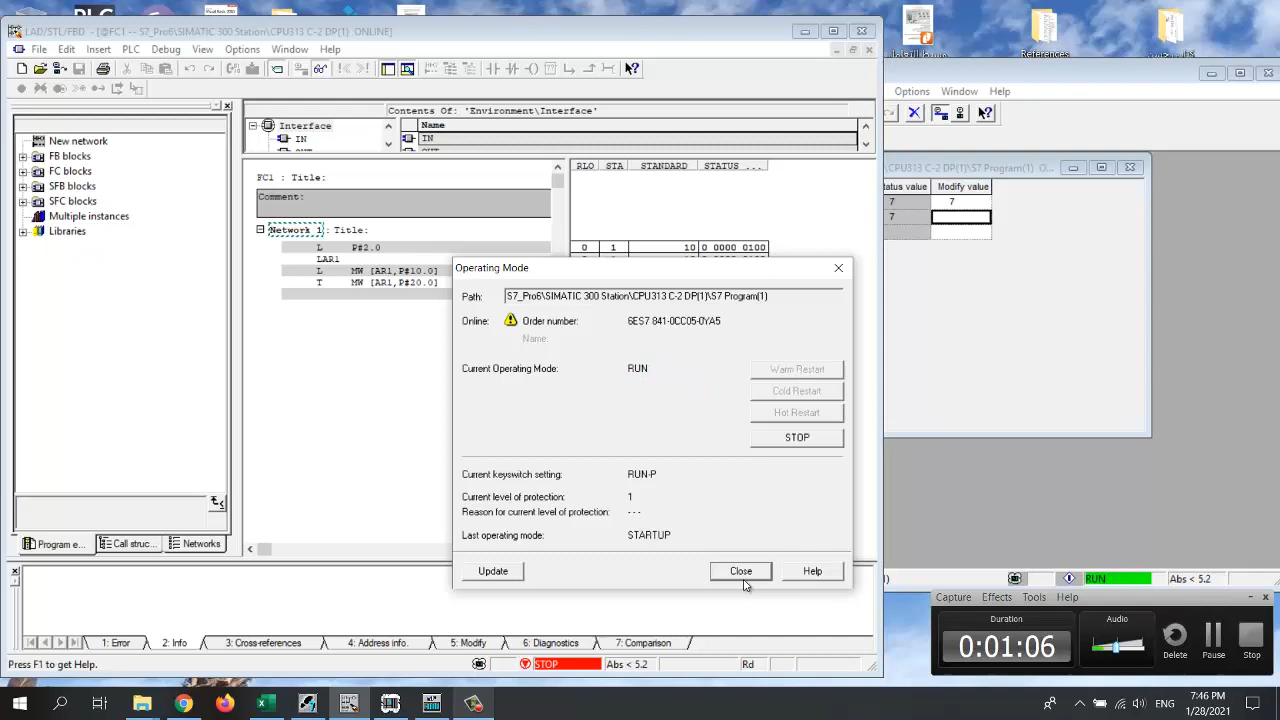 LAD/STL/FBD - [@FC1 -- S7_Pro6\SIMATIC 300 Station\CPU313 C-2 DP(1) ONLINE]
File Edit Insert PLC Debug View Options Window Help
References
Options Window Help
Contents Of: 'Environment\Interface'
Interface
IN
Name
IN
New network
FB blocks
FC blocks
SFB blocks
SFC blocks
Multiple instances
Libraries
RLO STA STANDARD STATUS ...
CPU313 C-2 DP(1)\S7 Program(1) O...
tatus value Modify value
7 7
7
FC1 : Title:
Comment:
Network 1: Title:
L P#2.0
LAR1
L MW [AR1,P#10.0]
T MW [AR1,P#20.0]
0 1 10 0 0000 0100
Operating Mode
Path: S7_Pro6\SIMATIC 300 Station\CPU313 C-2 DP(1)\S7 Program(1)
Online: Order number: 6ES7 841-0CC05-0YA5
Name:
Current Operating Mode: RUN
Warm Restart
Cold Restart
Hot Restart
STOP
Current keyswitch setting: RUN-P
Current level of protection: 1
Reason for current level of protection: ---
Last operating mode: STARTUP
Update Close Help
Program e... Call struc... Networks
1: Error 2: Info 3: Cross-references 4: Address info. 5: Modify 6: Diagnostics 7: Comparison
Press F1 to get Help. STOP Abs < 5.2 Rd
RUN Abs < 5.2
Capture Effects Tools Help
Duration
0:01:06
Audio
Delete Pause Stop
ENG
7:46 PM
1/28/2021